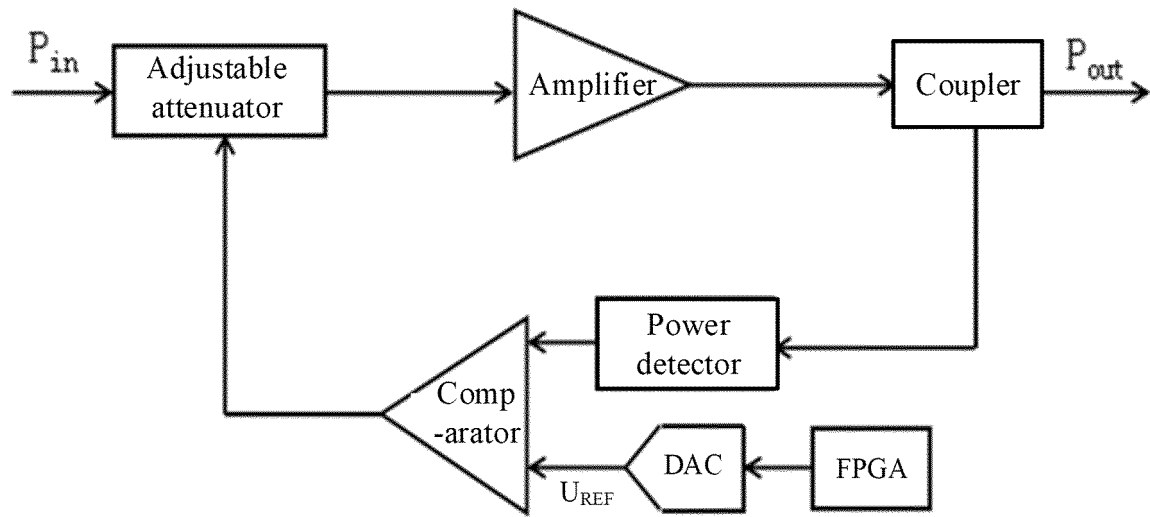 P_in
Adjustable
attenuator
Amplifier
Coupler
P_out
Power
detector
Comp
-arator
DAC
FPGA
U_REF